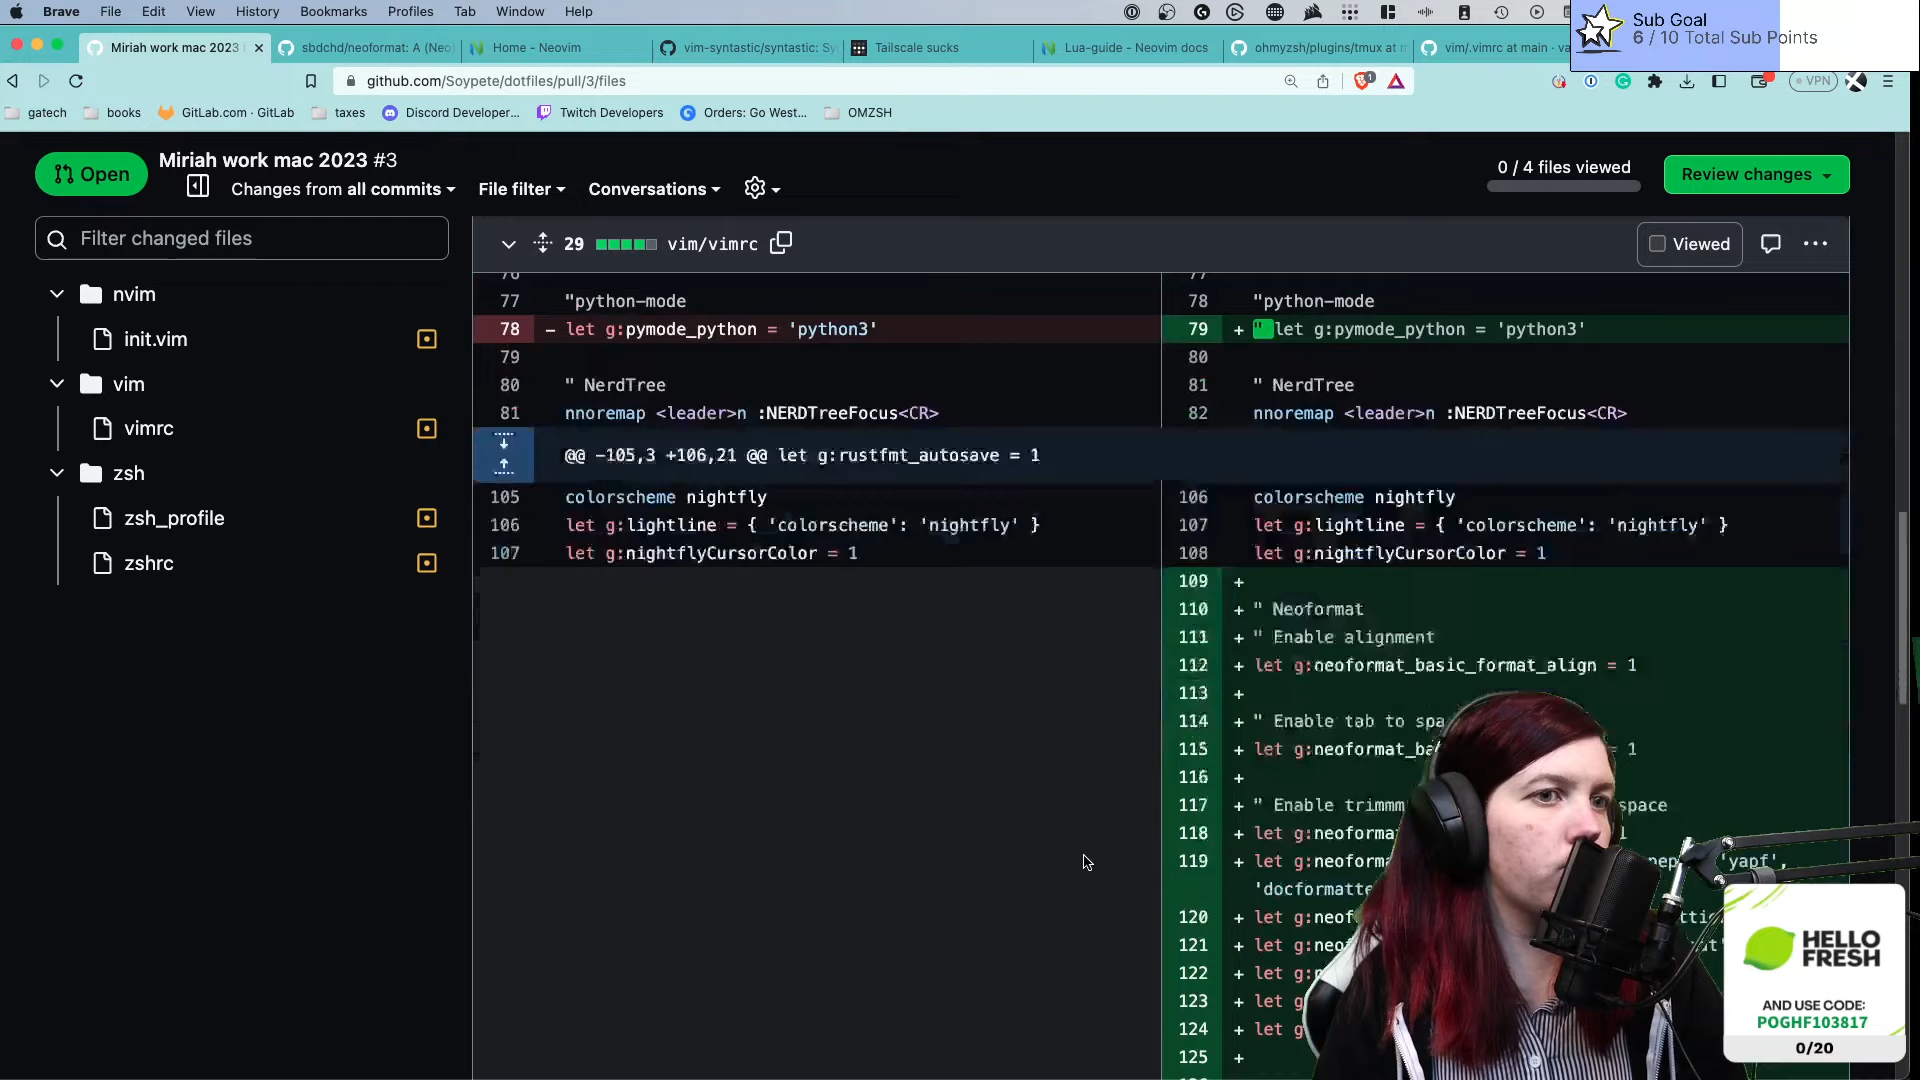 Brave File Edit View History Bookmarks Profiles Tab Window Help
Sub Goal
6 / 10 Total Sub Points
Miriah work mac 2023
sbdchd/neoformat: A (Neo
Home - Neovim
vim-syntastic/syntastic: Sy
Tailscale sucks
Lua-guide - Neovim docs
ohmyzsh/plugins/tmux at m
vim/.vimrc at main · va
github.com/Soypete/dotfiles/pull/3/files
VPN
gatech
books
GitLab.com · GitLab
taxes
Discord Developer...
Twitch Developers
Orders: Go West...
OMZSH
Open
Miriah work mac 2023 #3
Changes from all commits
File filter
Conversations
0 / 4 files viewed
Review changes
Filter changed files
nvim
init.vim
vim
vimrc
zsh
zsh_profile
zshrc
29 vim/vimrc
Viewed
77 "python-mode
78 - let g:pymode_python = 'python3'
79
80 " NerdTree
81 nnoremap <leader>n :NERDTreeFocus<CR>
@@ -105,3 +106,21 @@ let g:rustfmt_autosave = 1
105 colorscheme nightfly
106 let g:lightline = { 'colorscheme': 'nightfly' }
107 let g:nightflyCursorColor = 1
78 "python-mode
79 + " let g:pymode_python = 'python3'
80
81 " NerdTree
82 nnoremap <leader>n :NERDTreeFocus<CR>
106 colorscheme nightfly
107 let g:lightline = { 'colorscheme': 'nightfly' }
108 let g:nightflyCursorColor = 1
109 +
110 + " Neoformat
111 + " Enable alignment
112 + let g:neoformat_basic_format_align = 1
113 +
114 + " Enable tab to spa
115 + let g:neoformat_ba = 1
116 +
117 + " Enable trimmm space
118 + let g:neoforma 1
119 + let g:neoforma pep 'yapf',
'docformatte
120 + let g:neof
121 + let g:neo
122 + let g:
123 + let g
124 + let g
125 +
HELLO
FRESH
AND USE CODE:
POGHF103817
0/20